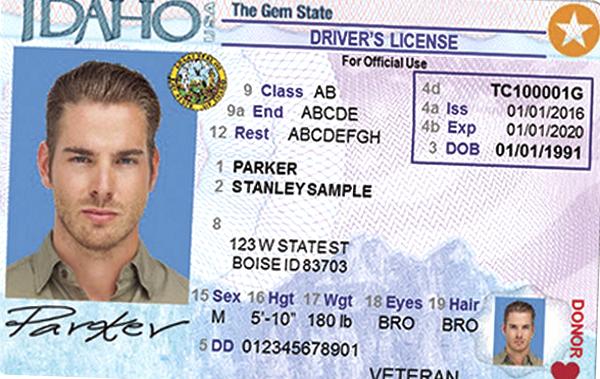 IDAHO USA The Gem State
DRIVER'S LICENSE
For Official Use
9 Class AB
9a End ABCDE
12 Rest ABCDEFGH
4d TC100001G
4a Iss 01/01/2016
4b Exp 01/01/2020
3 DOB 01/01/1991
1 PARKER
2 STANLEY SAMPLE
8
123 W STATE ST
BOISE ID 83703
15 Sex 16 Hgt 17 Wgt 18 Eyes 19 Hair
M 5'-10" 180 lb BRO BRO
5 DD 012345678901
VETERAN
DONOR
Parker